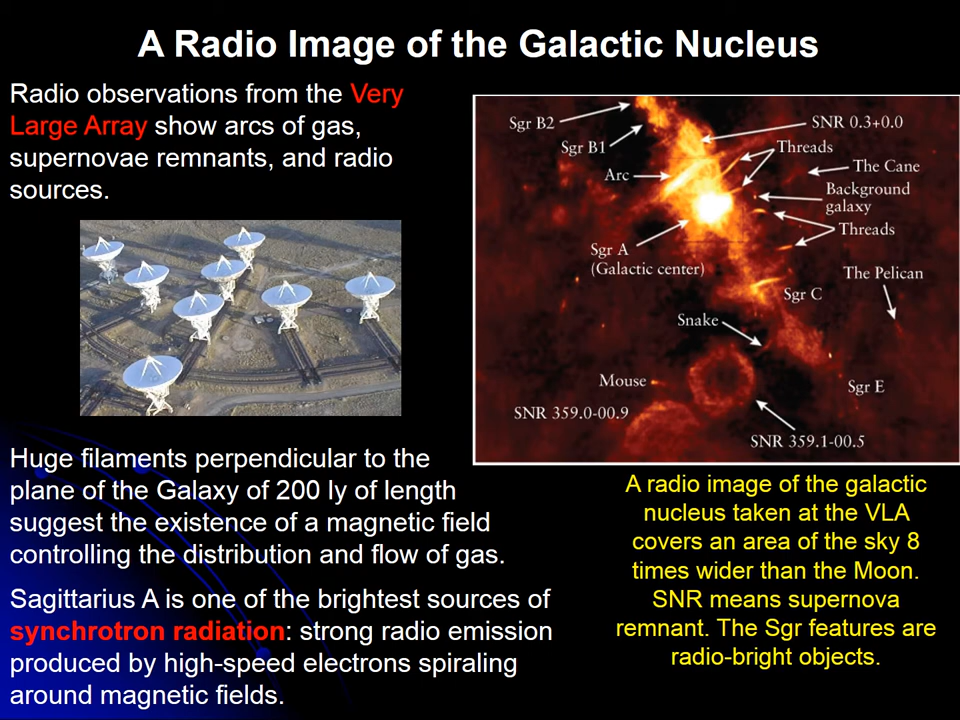 A Radio Image of the Galactic Nucleus
Radio observations from the Very
Large Array show arcs of gas,
supernovae remnants, and radio
sources.
Sgr B2
SNR 0.3+0.0
Sgr B1
Threads
The Cane
Arc
Background
galaxy
Threads
Sgr A
(Galactic center)
The Pelican
Sgr C
Snake
Mouse
Sgr E
SNR 359.0-00.9
SNR 359.1-00.5
Huge filaments perpendicular to the
plane of the Galaxy of 200 ly of length
suggest the existence of a magnetic field
controlling the distribution and flow of gas.
Sagittarius A is one of the brightest sources of
synchrotron radiation: strong radio emission
produced by high-speed electrons spiraling
around magnetic fields.
A radio image of the galactic
nucleus taken at the VLA
covers an area of the sky 8
times wider than the Moon.
SNR means supernova
remnant. The Sgr features are
radio-bright objects.